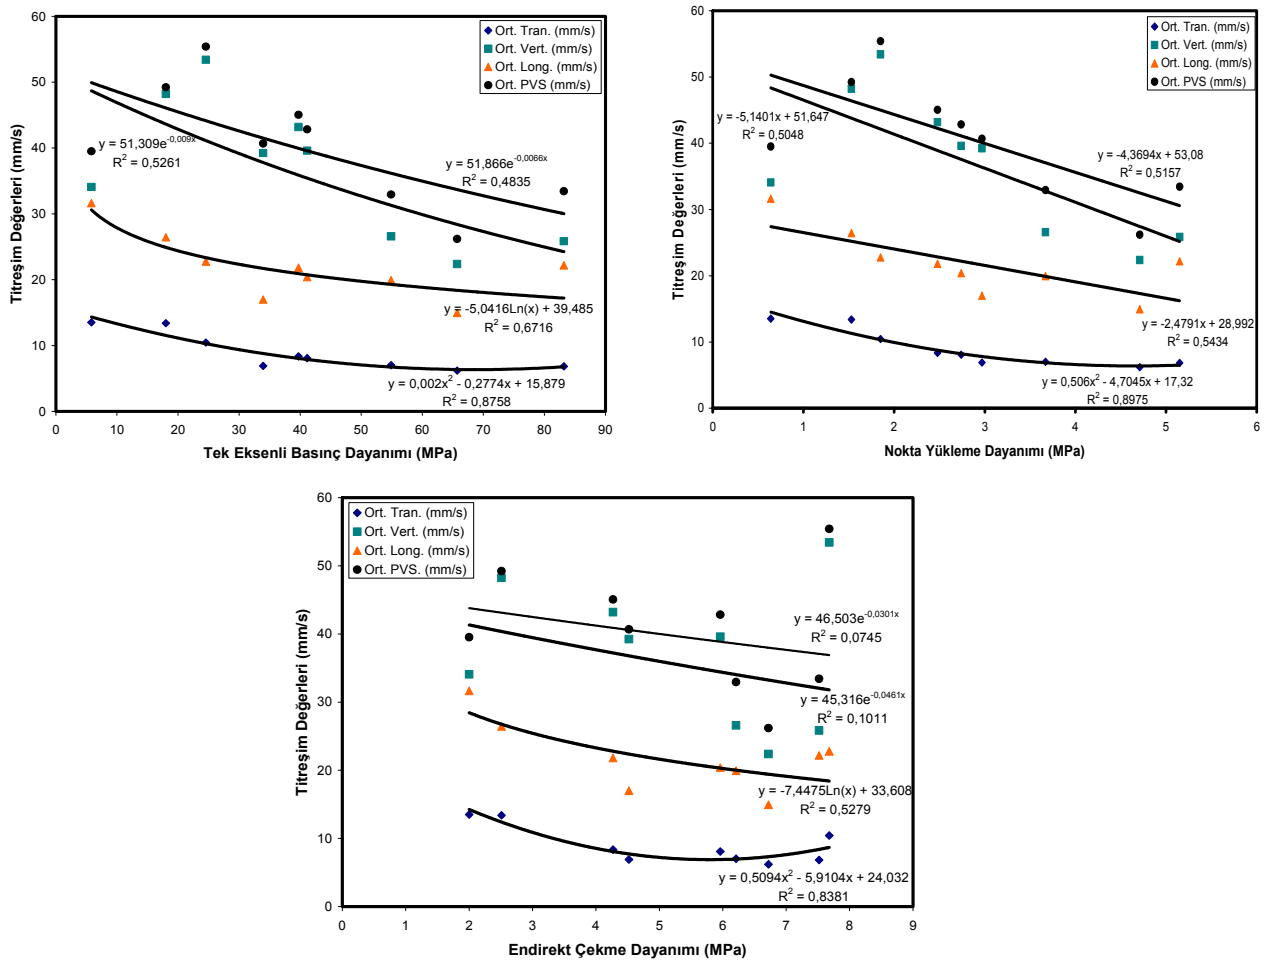 60
50
40
30
20
10
0
Titreşim Değerleri (mm/s)
Ort. Tran. (mm/s)
Ort. Vert. (mm/s)
Ort. Long. (mm/s)
Ort. PVS (mm/s)
y = 51,309e^-0,009x
R² = 0,5261
y = 51,866e^-0,0066x
R² = 0,4835
y = -5,0416Ln(x) + 39,485
R² = 0,6716
y = 0,002x² - 0,2774x + 15,879
R² = 0,8758
0 10 20 30 40 50 60 70 80 90
Tek Eksenli Basınç Dayanımı (MPa)
60
50
40
30
20
10
0
Titreşim Değerleri (mm/s)
Ort. Tran. (mm/s)
Ort. Vert. (mm/s)
Ort. Long. (mm/s)
Ort. PVS (mm/s)
y = -5,1401x + 51,647
R² = 0,5048
y = -4,3694x + 53,08
R² = 0,5157
y = -2,4791x + 28,992
R² = 0,5434
y = 0,506x² - 4,7045x + 17,32
R² = 0,8975
0 1 2 3 4 5 6
Nokta Yükleme Dayanımı (MPa)
60
50
40
30
20
10
0
Titreşim Değerleri (mm/s)
Ort. Tran. (mm/s)
Ort. Vert. (mm/s)
Ort. Long. (mm/s)
Ort. PVS. (mm/s)
y = 46,503e^-0,0301x
R² = 0,0745
y = 45,316e^-0,0461x
R² = 0,1011
y = -7,4475Ln(x) + 33,608
R² = 0,5279
y = 0,5094x² - 5,9104x + 24,032
R² = 0,8381
0 1 2 3 4 5 6 7 8 9
Endirekt Çekme Dayanımı (MPa)